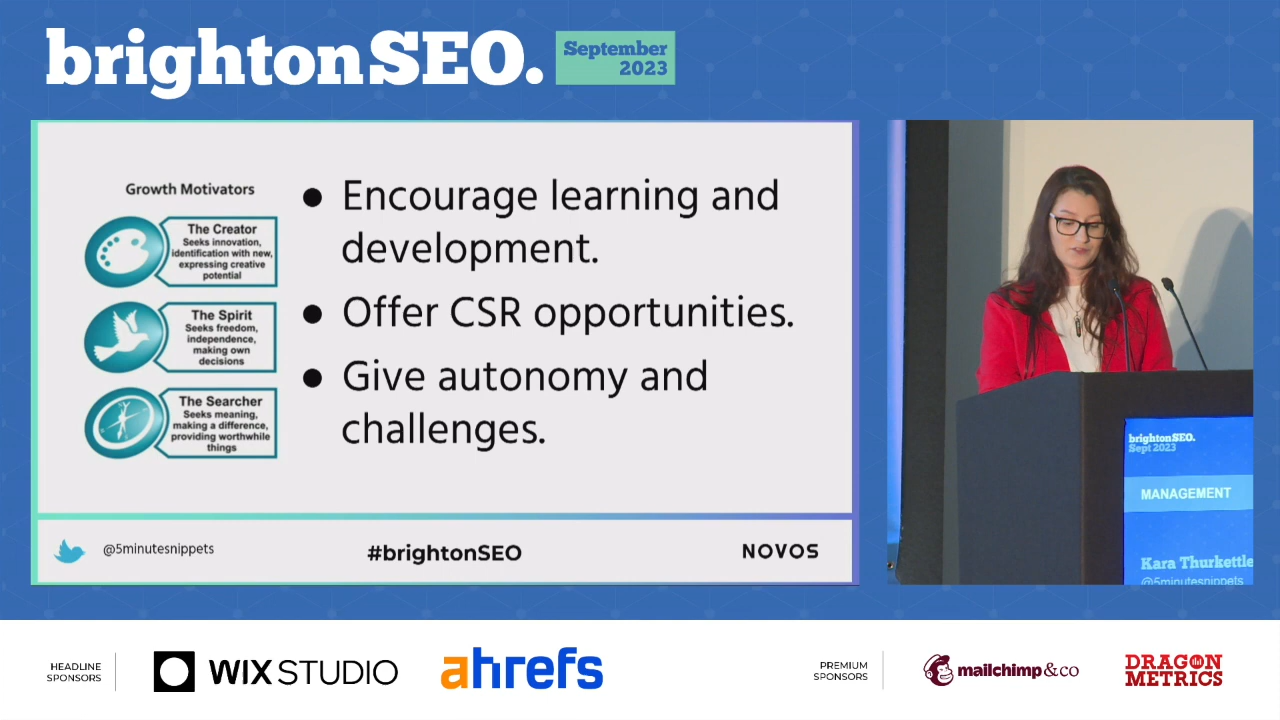 brightonSEO.
September
2023
Growth Motivators
The Creator
Seeks innovation,
identification with new,
expressing creative
potential
The Spirit
Seeks freedom,
independence,
making own
decisions
The Searcher
Seeks meaning,
making a difference,
providing worthwhile
things
● Encourage learning and
development.
● Offer CSR opportunities.
● Give autonomy and
challenges.
@5minutesnippets
#brightonSEO
NOVOS
brightonSEO.
Sept 2023
MANAGEMENT
Kara Thurkettle
@5minutesnippets
HEADLINE
SPONSORS
WIX STUDIO
ahrefs
PREMIUM
SPONSORS
mailchimp&co
DRAGON
METRICS